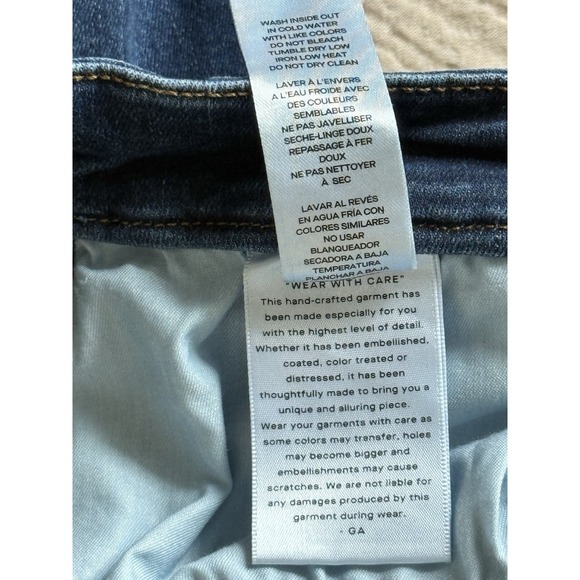 WASH INSIDE OUT
IN COLD WATER
WITH LIKE COLORS
DO NOT BLEACH
TUMBLE DRY LOW
IRON LOW HEAT
DO NOT DRY CLEAN
LAVER À L'ENVERS
A L'EAU FROIDE AVEC
DES COULEURS
SEMBLABLES
NE PAS JAVELLISER
SECHE-LINGE DOUX
REPASSAGE À FER
DOUX
NE PAS NETTOYER
À SEC
LAVAR AL REVÉS
EN AGUA FRÍA CON
COLORES SIMILARES
NO USAR
BLANQUEADOR
SECADORA A BAJA
TEMPERATURA
PLANCHAR A BAJA
"WEAR WITH CARE"
This hand-crafted garment has
been made especially for you
with the highest level of detail.
Whether it has been embellished,
coated, color treated or
distressed, it has been
thoughtfully made to bring you a
unique and alluring piece.
Wear your garments with care as
some colors may transfer, holes
may become bigger and
embellishments may cause
scratches. We are not liable for
any damages produced by this
garment during wear.
- GA